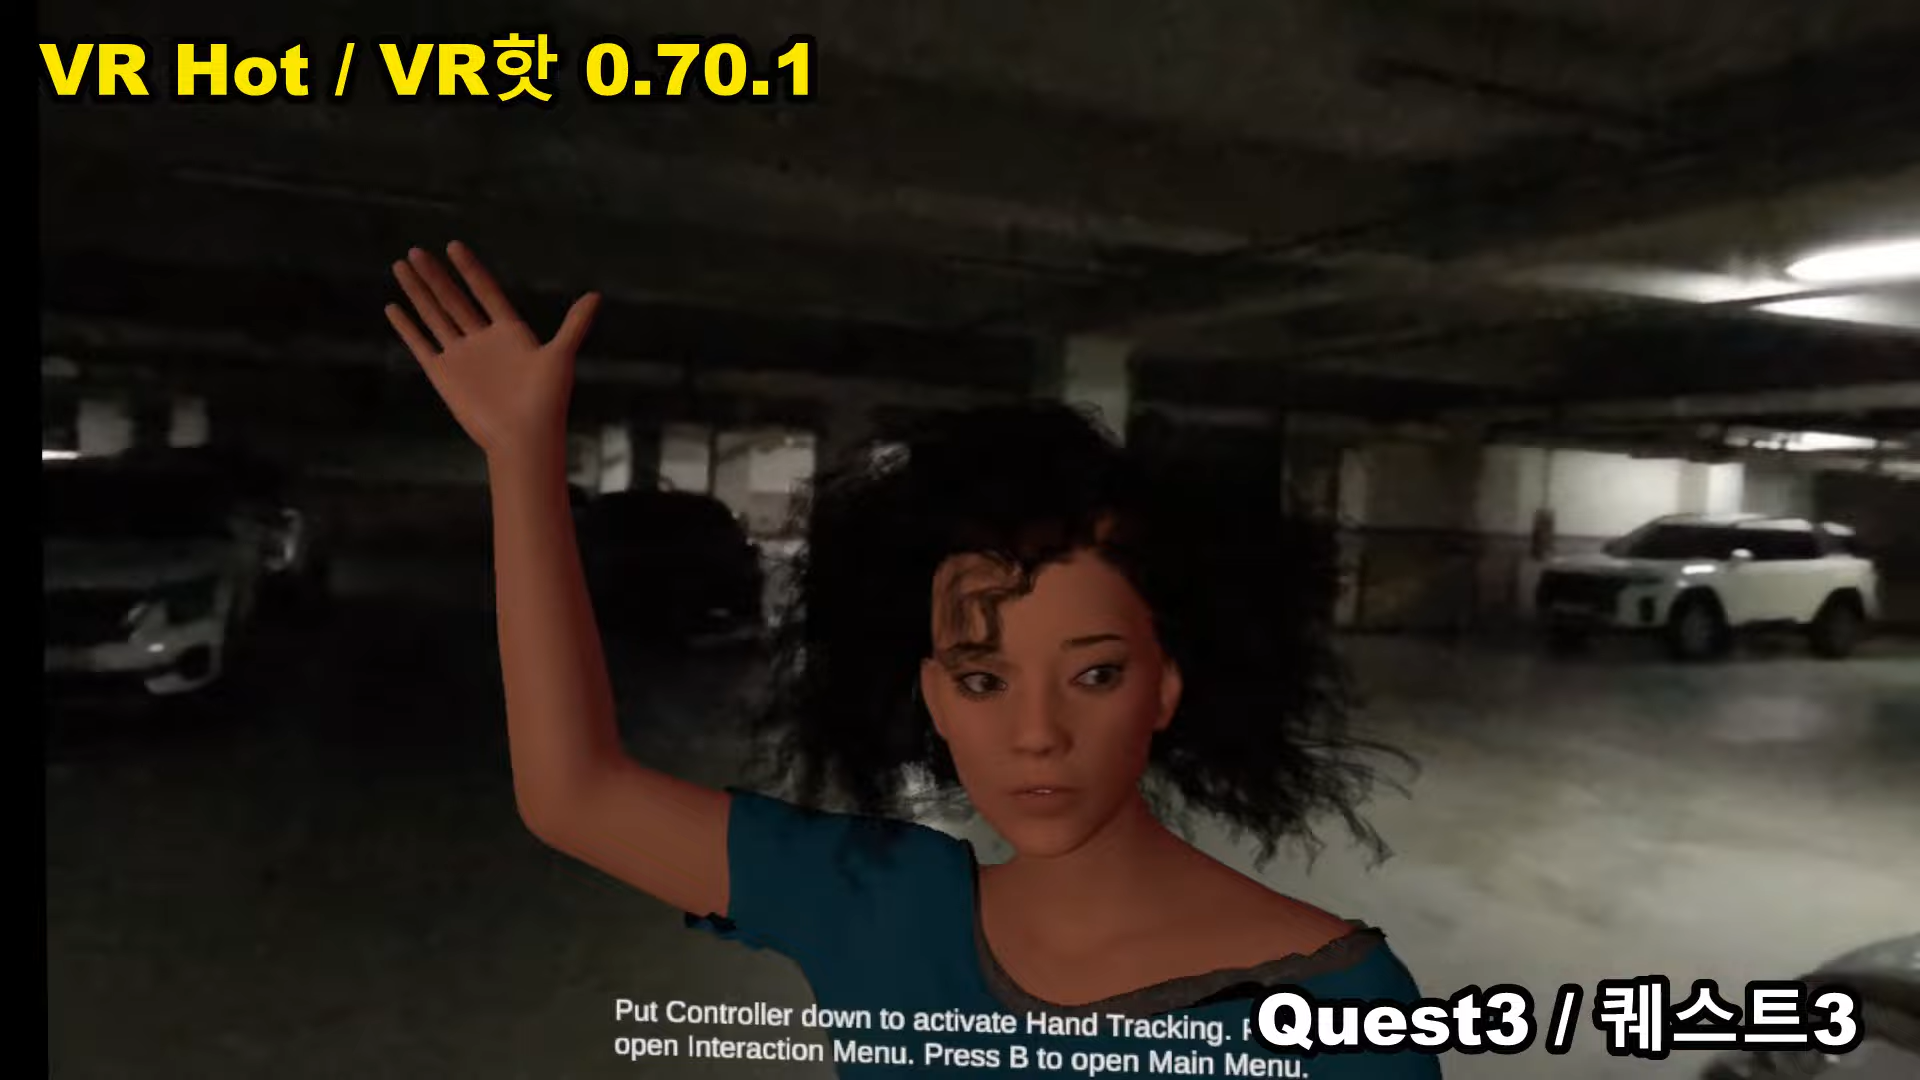 VR Hot / VR핫 0.70.1
Put Controller down to activate Hand Tracking.
open Interaction Menu. Press B to open Main Menu.
Quest3 / 퀘스트3